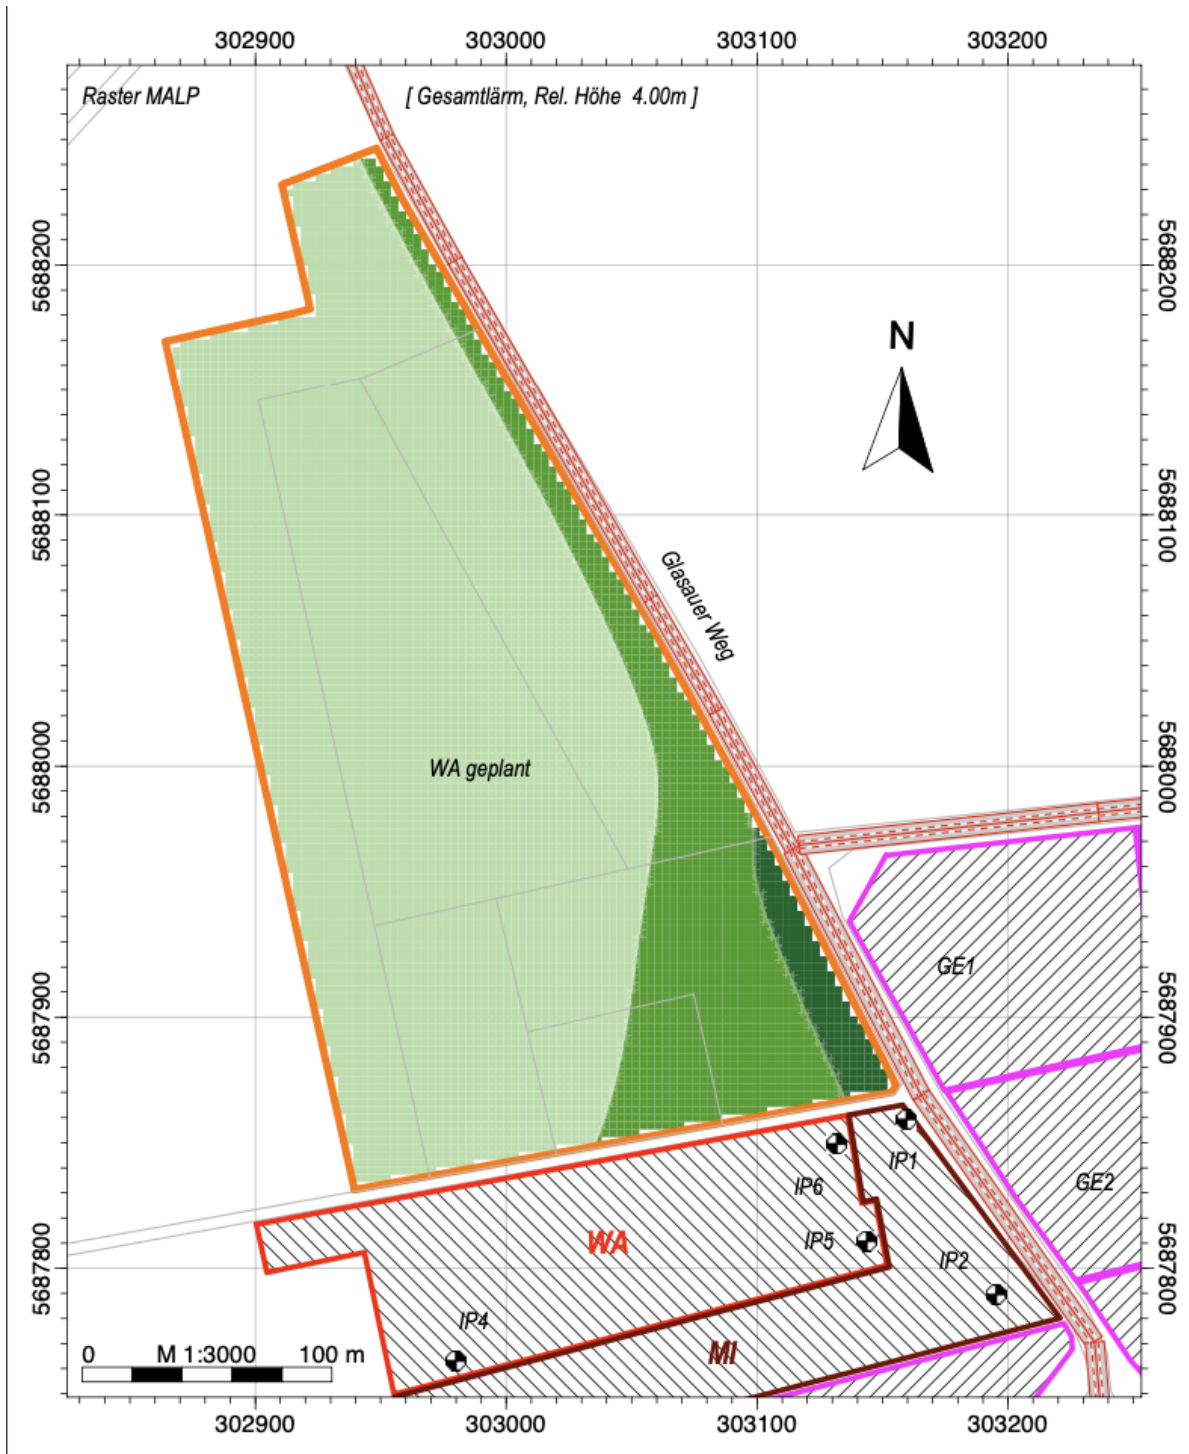 302900 303000 303100 303200
Raster MALP [ Gesamtlärm, Rel. Höhe 4.00m ]
5688200 5688200
N
5688100 5688100
Glasauer Weg
5688000 WA geplant 5688000
GE1
5687900 5687900
IP1
IP6 GE2
WA IP5 IP2
5687800 5687800
IP4
0 M 1:3000 100 m MI
302900 303000 303100 303200